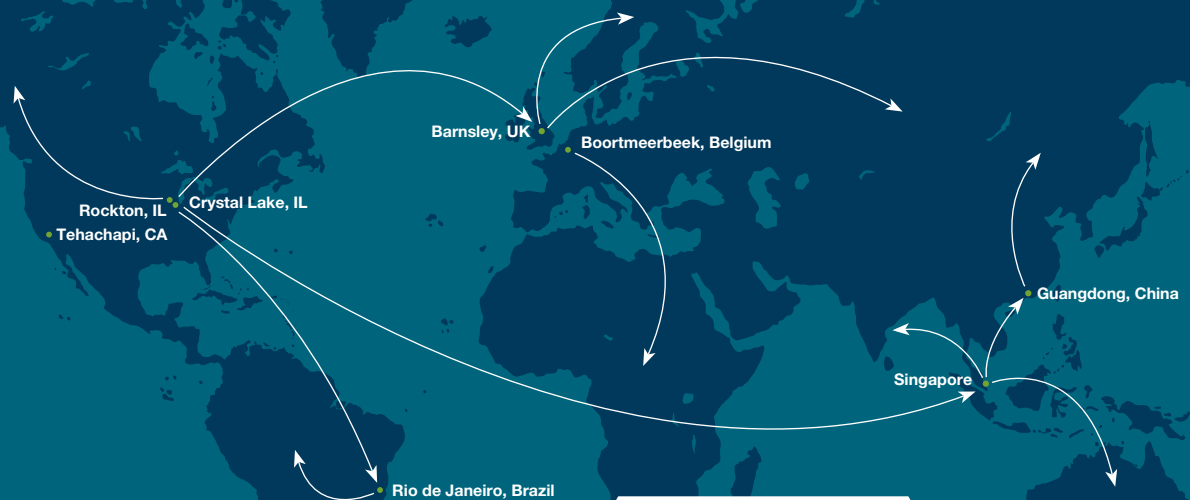 Barnsley, UK
Boortmeerbeek, Belgium
Crystal Lake, IL
Rockton, IL
Tehachapi, CA
Guangdong, China
Singapore
Rio de Janeiro, Brazil